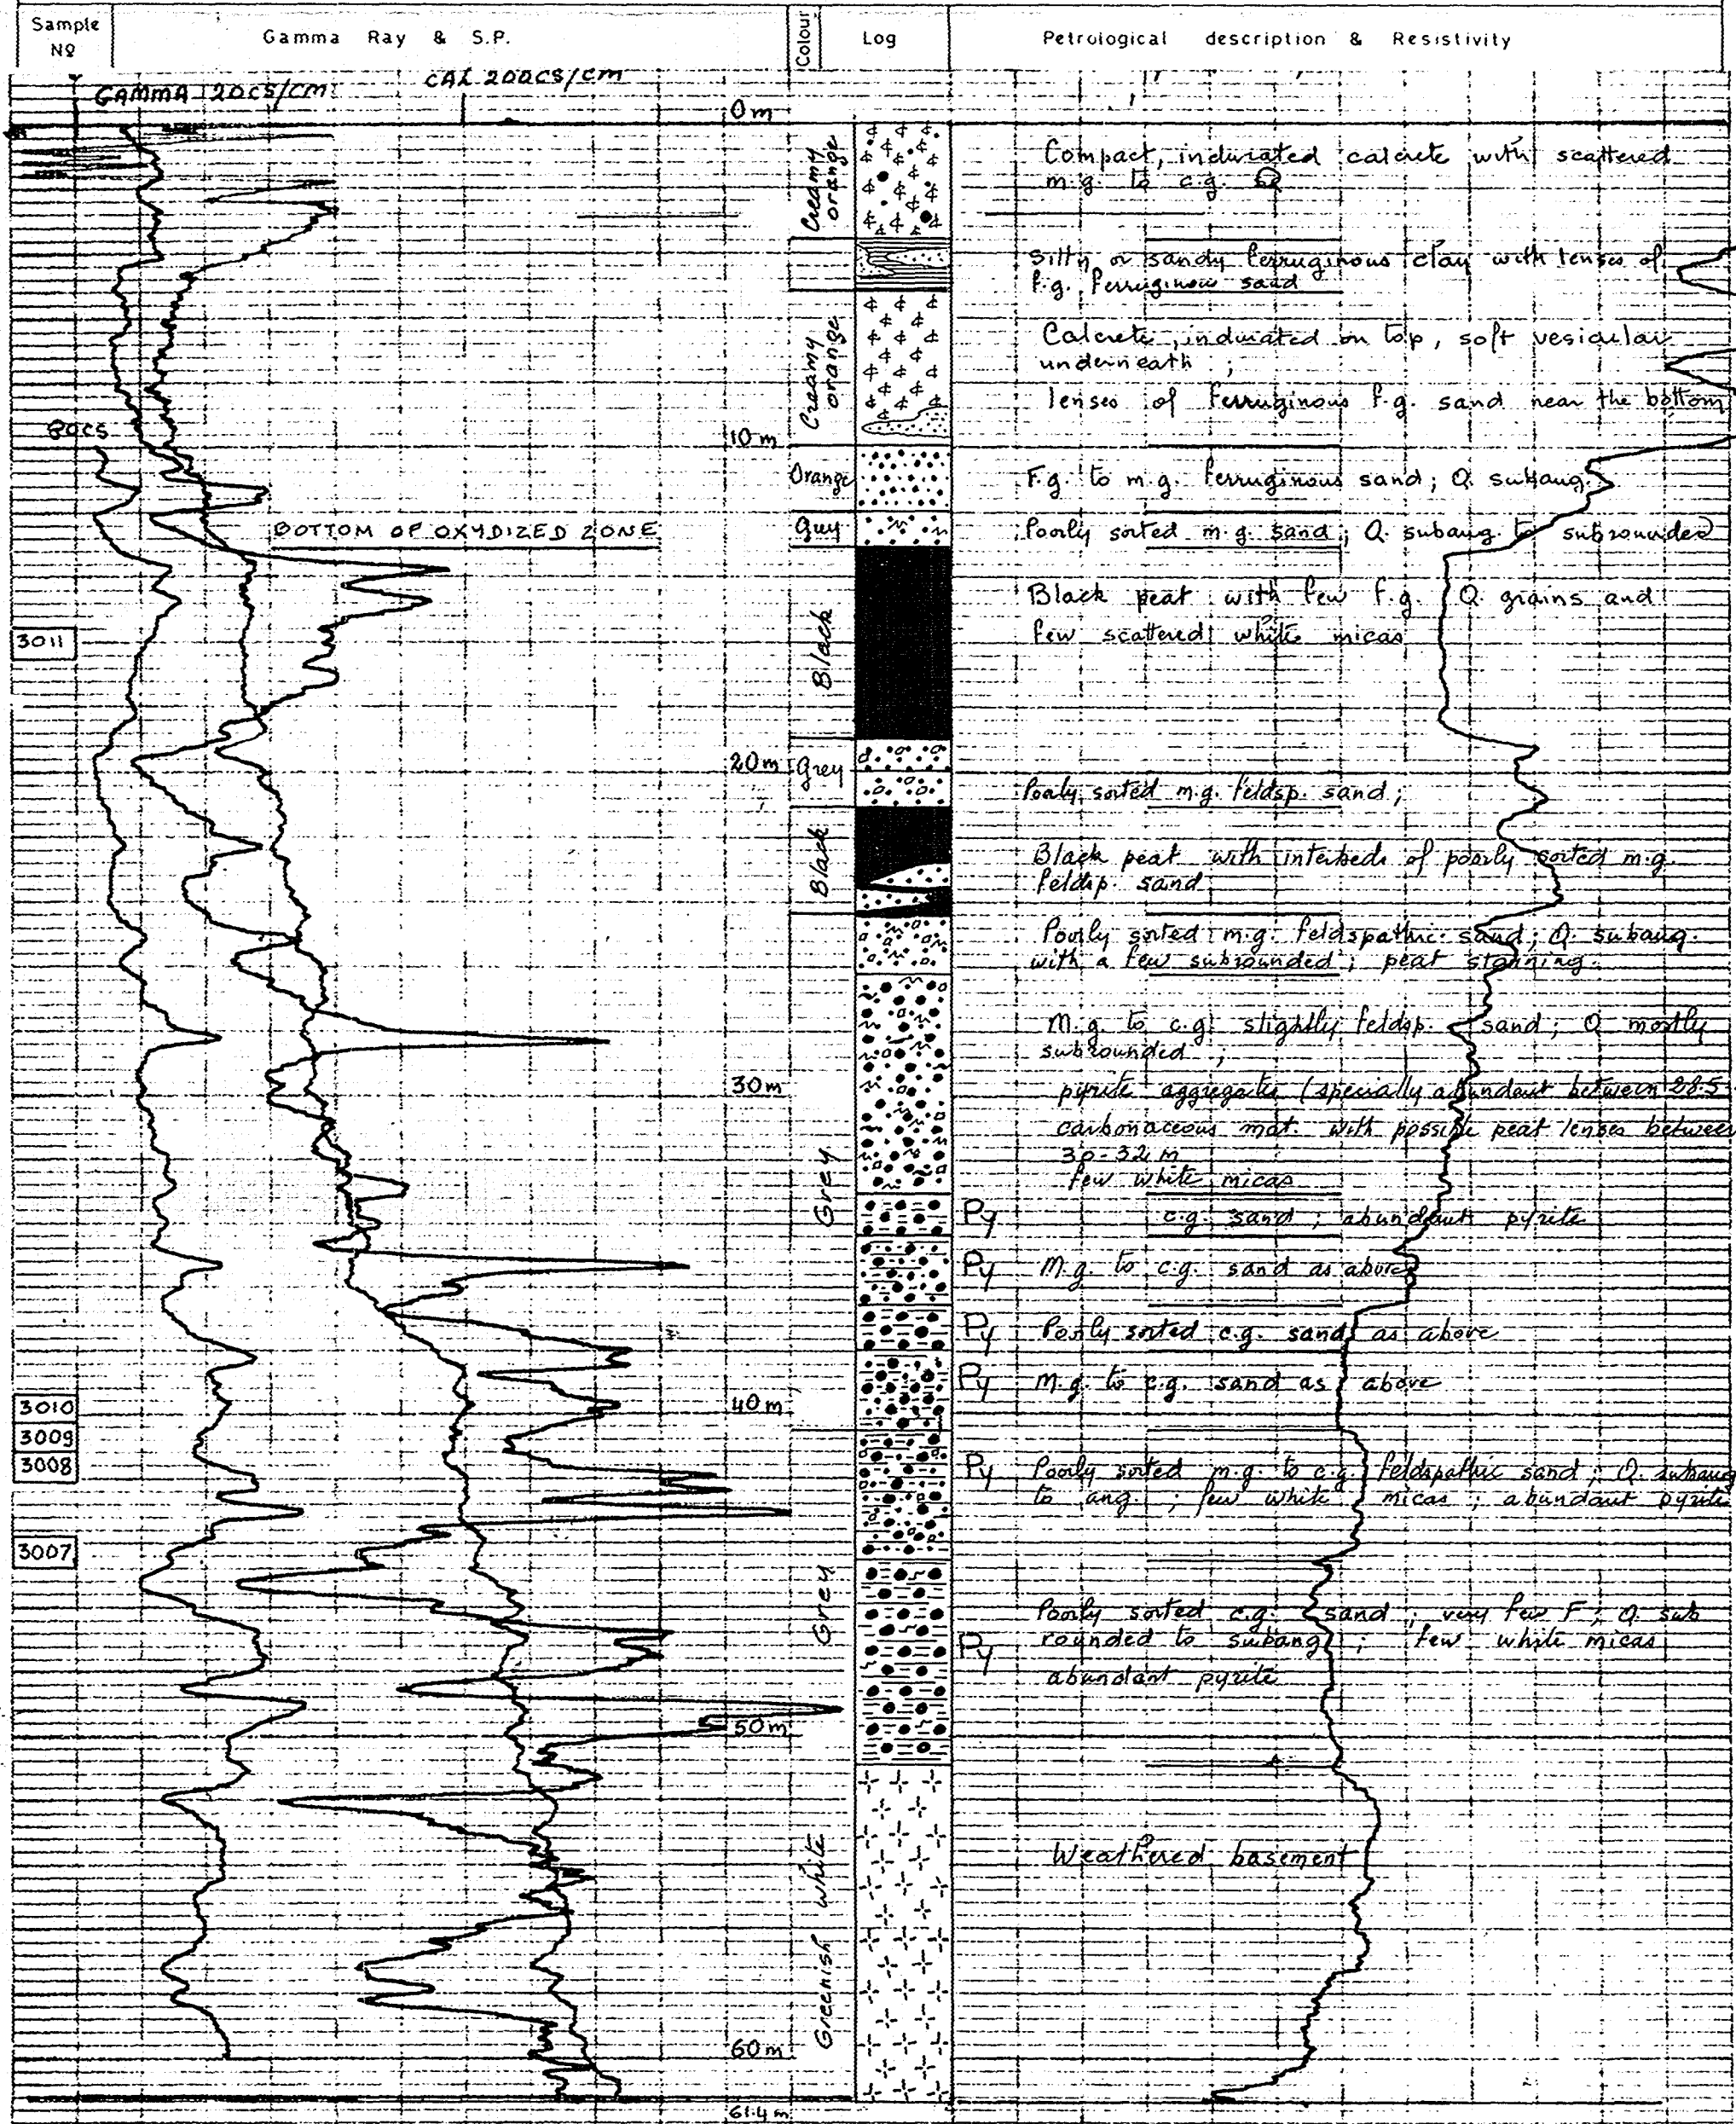 Sample Nº
Gamma Ray & S.P.
Colour
Log
Petrological description & Resistivity
GAMMA 20CS/CM
CAL 200CS/CM
0m
Creamy orange
Compact, indurated calcrete with scattered
m.g. to c.g. Q
Silty or sandy ferruginous clay with lenses of
f.g. ferruginous sand
Creamy orange
Calcrete, indurated on top, soft vesicular
underneath ;
lenses of ferruginous f.g. sand near the bottom
80CS
10m
Orange
F.g. to m.g. ferruginous sand; Q. subang.
BOTTOM OF OXYDIZED ZONE
Grey
Poorly sorted m.g. sand; Q. subang to subrounded
Black
Black peat with few f.g. Q grains and
few scattered white micas
3011
20m
Grey
Poorly sorted m.g. feldsp. sand;
Black
Black peat with interbeds of poorly sorted m.g.
feldsp. sand
Poorly sorted m.g. feldspathic sand; Q. subang.
with a few subrounded; peat staining.
M.g to c.g. slightly feldsp. sand; Q mostly
subrounded ;
30m
pyrite aggregates (specially abundant between 28.5
carbonaceous mat. with possible peat lenses between
30-32 m
few white micas
Grey
Py c.g. sand ; abundant pyrite
Py M.g. to c.g. sand as above
Py Poorly sorted c.g. sand as above
Py M.g. to c.g. sand as above
3010
40m
3009
3008
Py Poorly sorted m.g. to c.g. feldspathic sand; Q. subang
to ang. ; few white micas ; abundant pyrite
3007
Grey
Poorly sorted c.g. sand ; very few F; Q. sub
Py rounded to subang ; few white micas
abundant pyrite
50m
Greenish white
Weathered basement
60m
61.4m